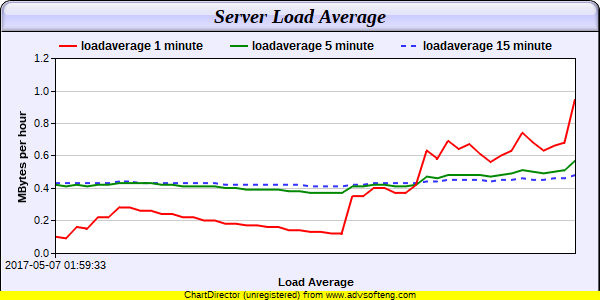 Server Load Average
loadaverage 1 minute loadaverage 5 minute loadaverage 15 minute
MBytes per hour
1.2
1.0
0.8
0.6
0.4
0.2
0.0
2017-05-07 01:59:33
Load Average
ChartDirector (unregistered) from www.advsofteng.com